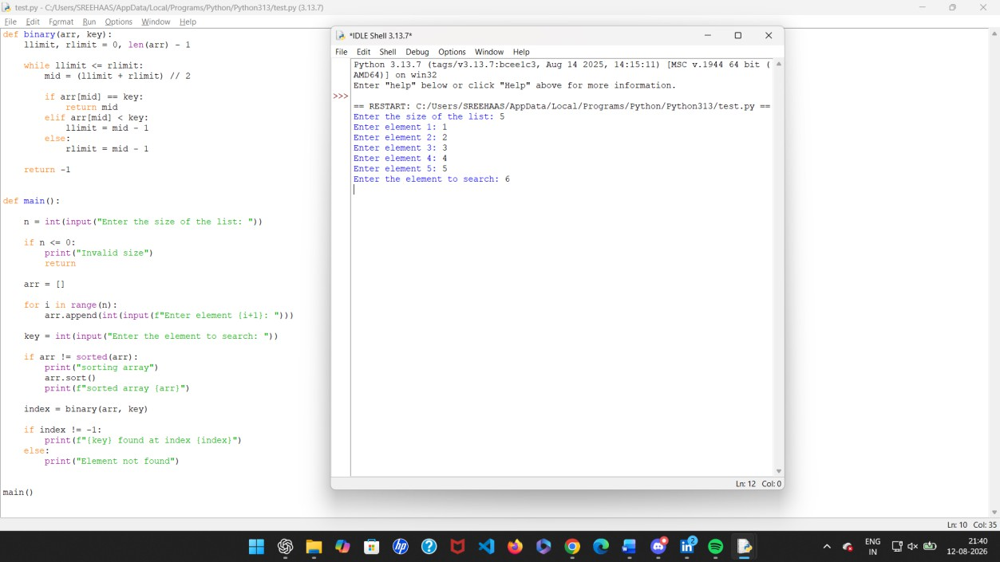 test.py - C:/Users/SREEHAAS/AppData/Local/Programs/Python/Python313/test.py (3.13.7)
File Edit Format Run Options Window Help
def binary(arr, key):
    llimit, rlimit = 0, len(arr) - 1

    while llimit <= rlimit:
        mid = (llimit + rlimit) // 2

        if arr[mid] == key:
            return mid
        elif arr[mid] < key:
            llimit = mid - 1
        else:
            rlimit = mid - 1

    return -1


def main():

    n = int(input("Enter the size of the list: "))

    if n <= 0:
        print("Invalid size")
        return

    arr = []

    for i in range(n):
        arr.append(int(input(f"Enter element {i+1}: ")))

    key = int(input("Enter the element to search: "))

    if arr != sorted(arr):
        print("sorting array")
        arr.sort()
        print(f"sorted array {arr}")

    index = binary(arr, key)

    if index != -1:
        print(f"{key} found at index {index}")
    else:
        print("Element not found")


main()
*IDLE Shell 3.13.7*
File Edit Shell Debug Options Window Help
Python 3.13.7 (tags/v3.13.7:bcee1c3, Aug 14 2025, 14:15:11) [MSC v.1944 64 bit (
AMD64)] on win32
Enter "help" below or click "Help" above for more information.
>>>
== RESTART: C:/Users/SREEHAAS/AppData/Local/Programs/Python/Python313/test.py ==
Enter the size of the list: 5
Enter element 1: 1
Enter element 2: 2
Enter element 3: 3
Enter element 4: 4
Enter element 5: 5
Enter the element to search: 6
Ln: 12 Col: 0
Ln: 10 Col: 35
hp
?
W
in
2
ENG
IN
21:40
12-08-2026